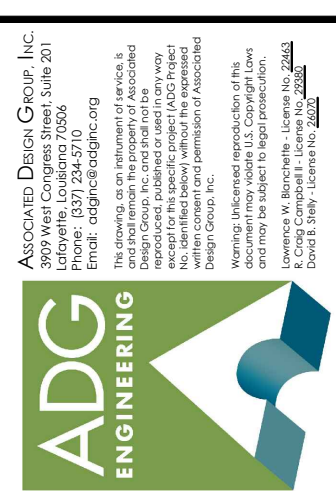 ADG
ENGINEERING
ASSOCIATED DESIGN GROUP, INC.
3909 West Congress Street, Suite 201
Lafayette, Louisiana 70506
Phone: (337) 234-5710
Email: adginc@adginc.org
This drawing, as an instrument of service, is
and shall remain the property of Associated
Design Group, Inc. and shall not be
reproduced, published or used in any way
except for this specific project (ADG Project
No. identified below) without the expressed
written consent and permission of Associated
Design Group, Inc.
Warning: Unlicensed reproduction of this
document may violate U.S. Copyright Laws
and may be subject to legal prosecution.
Lawrence W. Blanchette - License No. 22463
R. Craig Campbell II - License No. 29380
David B. Stelly - License No. 26070